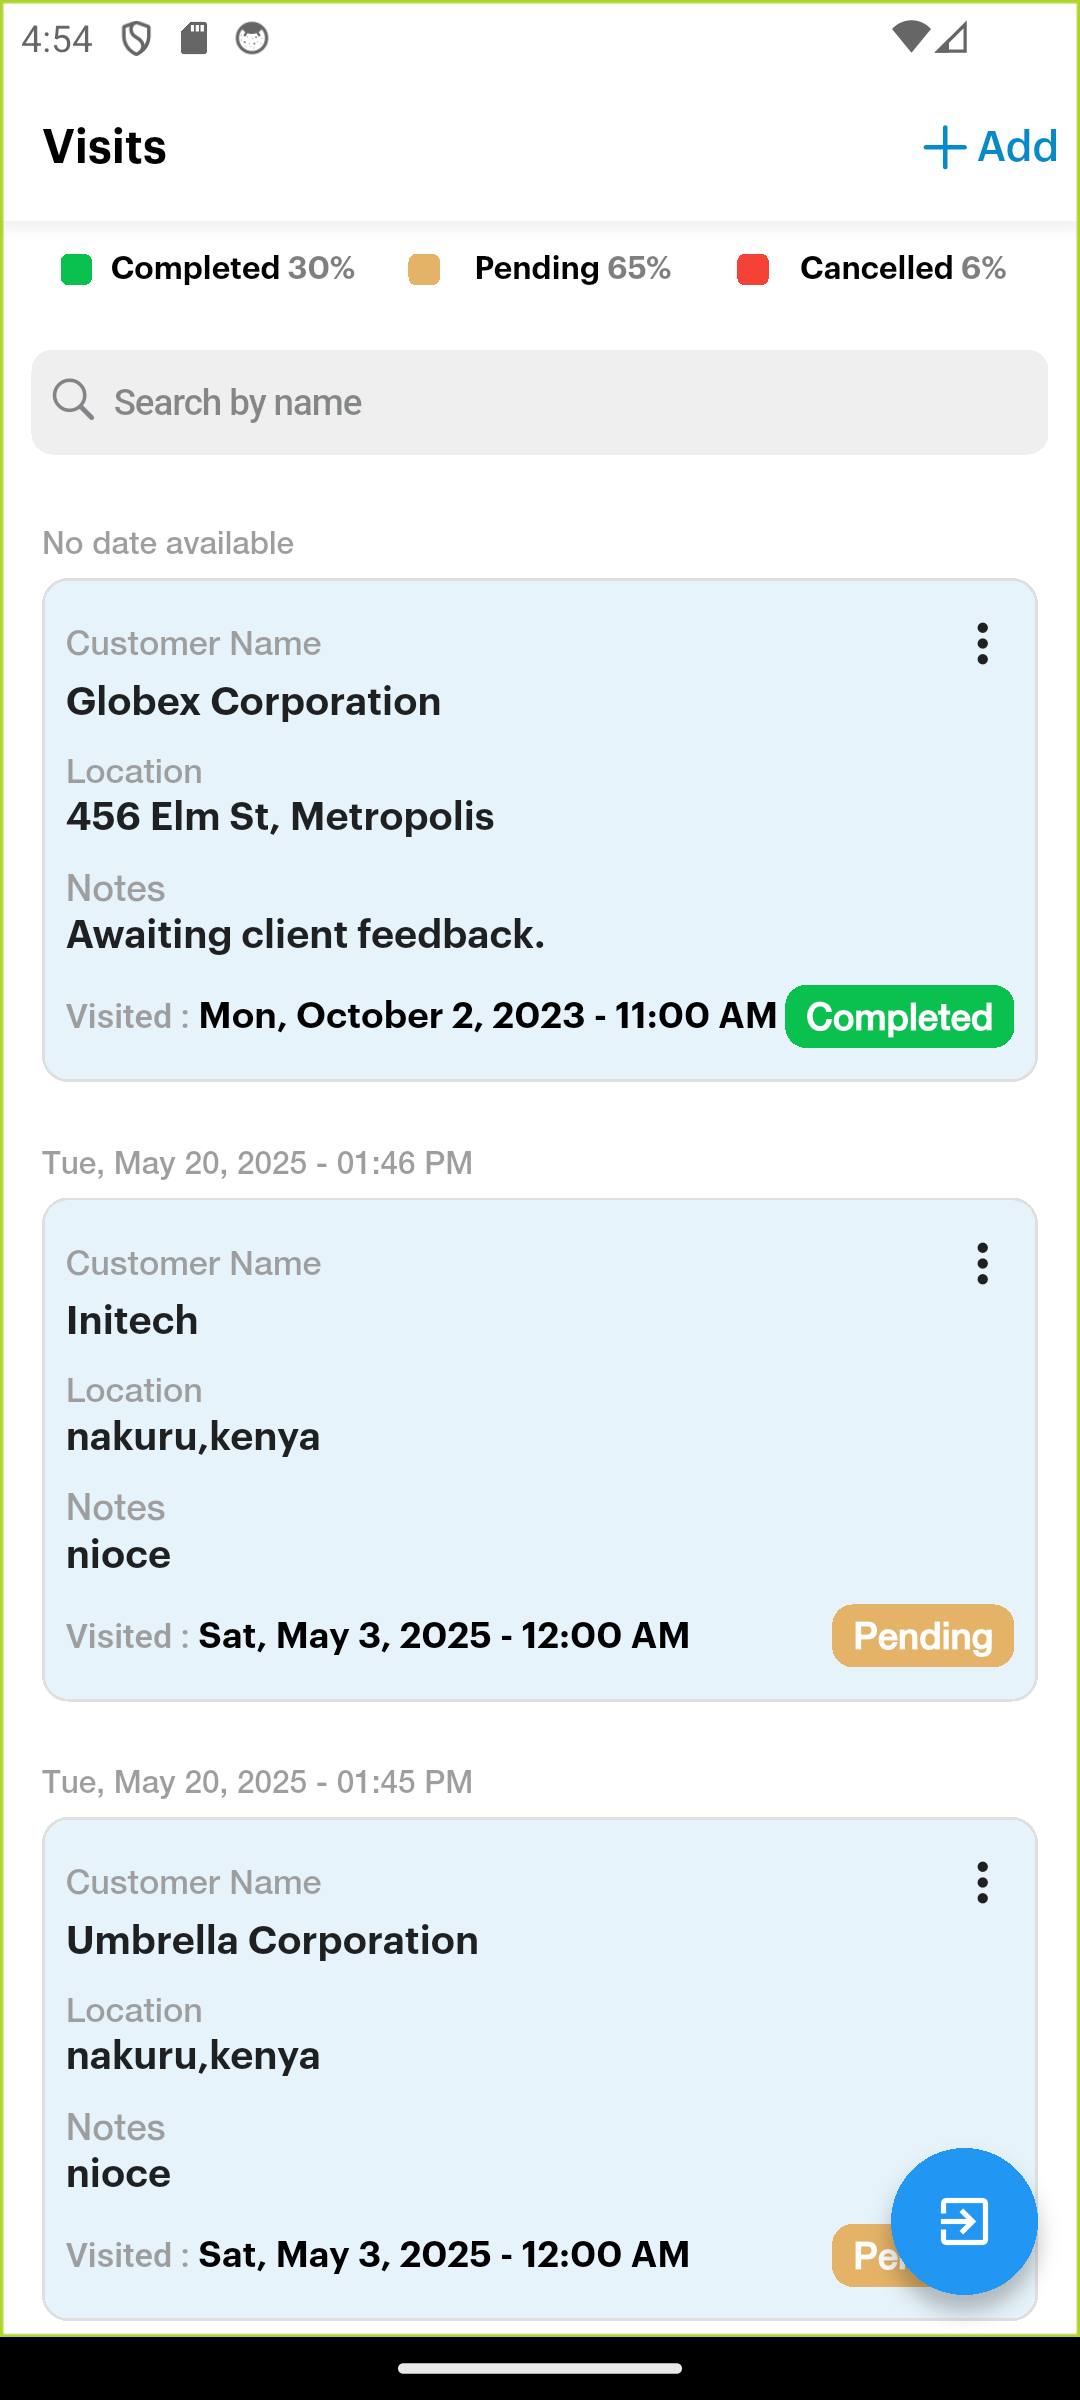 4:54
Visits
Add
Completed 30%
Pending 65%
Cancelled 6%
Search by name
No date available
Customer Name
Globex Corporation
Location
456 Elm St, Metropolis
Notes
Awaiting client feedback.
Visited : Mon, October 2, 2023 - 11:00 AM Completed
Tue, May 20, 2025 - 01:46 PM
Customer Name
Initech
Location
nakuru,kenya
Notes
nioce
Visited : Sat, May 3, 2025 - 12:00 AM Pending
Tue, May 20, 2025 - 01:45 PM
Customer Name
Umbrella Corporation
Location
nakuru,kenya
Notes
nioce
Visited : Sat, May 3, 2025 - 12:00 AM